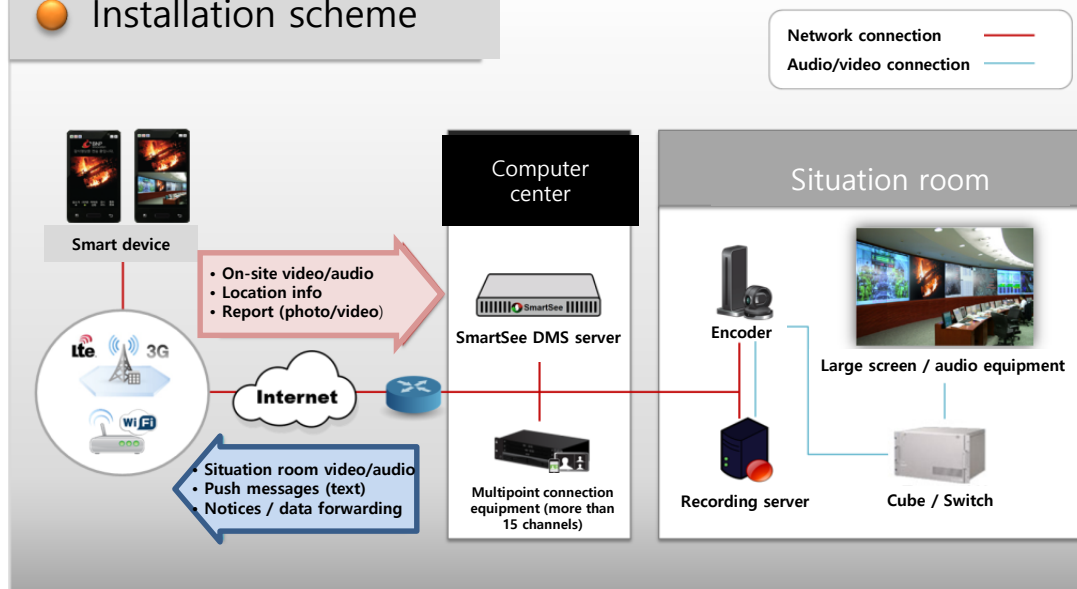 Installation scheme
Network connection
Audio/video connection
Computer
center
Situation room
BNF
Smart device
• On-site video/audio
• Location info
• Report (photo/video)
SmartSee
SmartSee DMS server
Encoder
Large screen / audio equipment
Lte
3G
Internet
WiFi
• Situation room video/audio
• Push messages (text)
• Notices / data forwarding
Multipoint connection
equipment (more than
15 channels)
Recording server
Cube / Switch